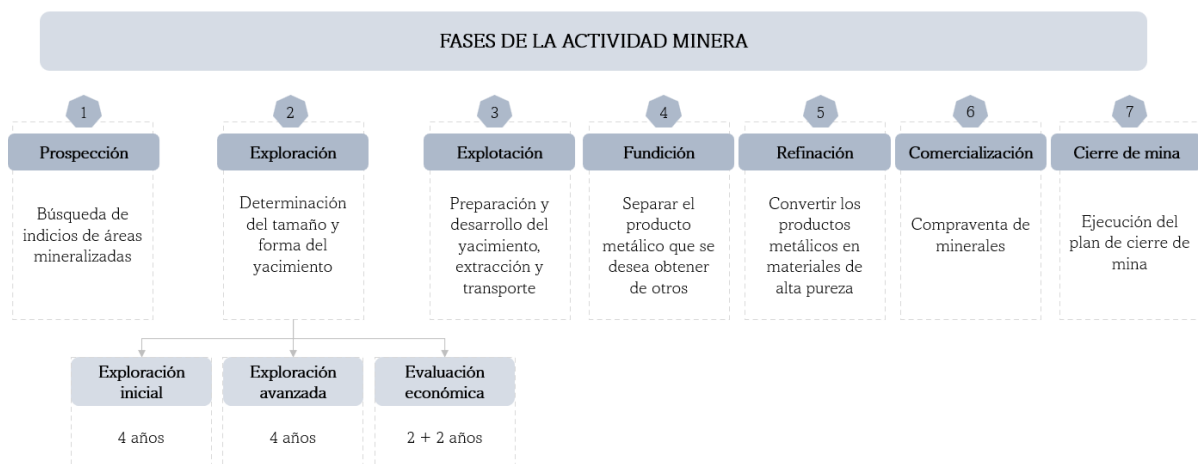 FASES DE LA ACTIVIDAD MINERA
1
Prospección
Búsqueda de
indicios de áreas
mineralizadas
2
Exploración
Determinación
del tamaño y
forma del
yacimiento
3
Explotación
Preparación y
desarrollo del
yacimiento,
extracción y
transporte
4
Fundición
Separar el
producto
metálico que se
desea obtener
de otros
5
Refinación
Convertir los
productos
metálicos en
materiales de
alta pureza
6
Comercialización
Compraventa de
minerales
7
Cierre de mina
Ejecución del
plan de cierre de
mina
Exploración
inicial
4 años
Exploración
avanzada
4 años
Evaluación
económica
2 + 2 años